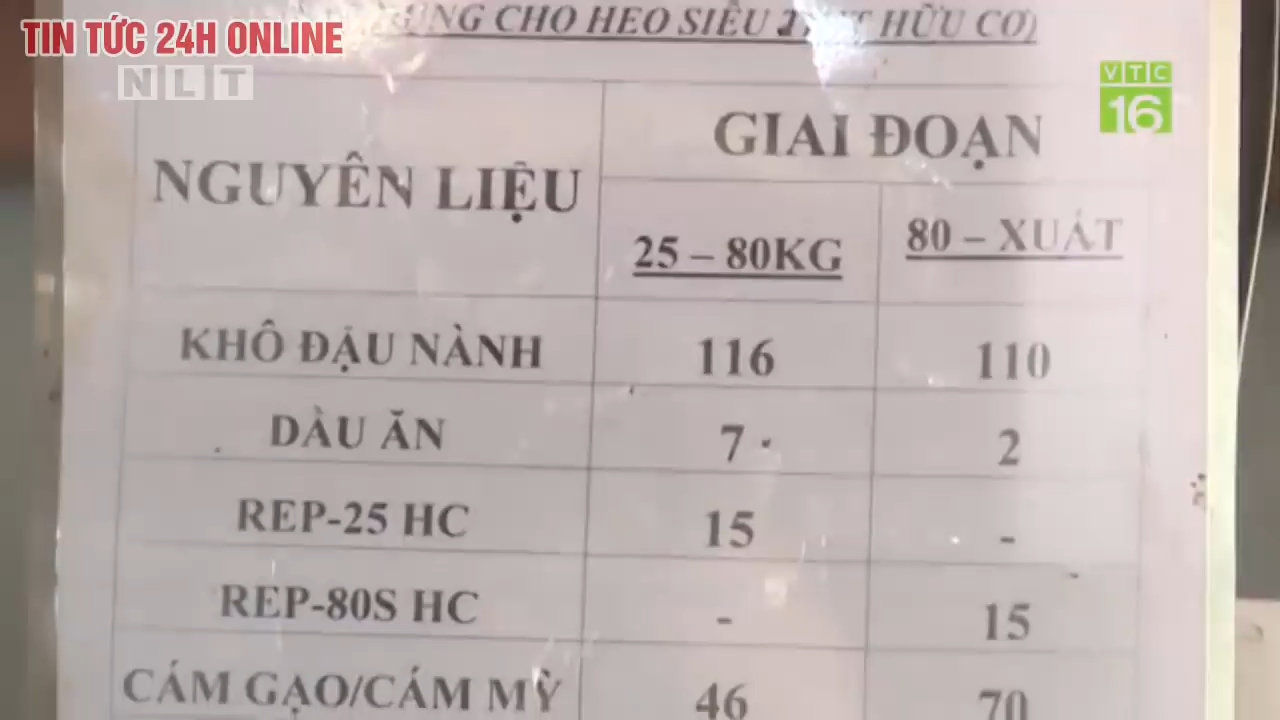 TIN TỨC 24H ONLINE
NLT
CHO HEO SIÊU HỮU CƠ)
VTC
16
NGUYÊN LIỆU
GIAI ĐOẠN
25 – 80KG
80 – XUẤT
KHÔ ĐẬU NÀNH 116 110
DẦU ĂN 7 2
REP-25 HC 15 -
REP-80S HC - 15
CÁM GẠO/CÁM MỲ 46 70